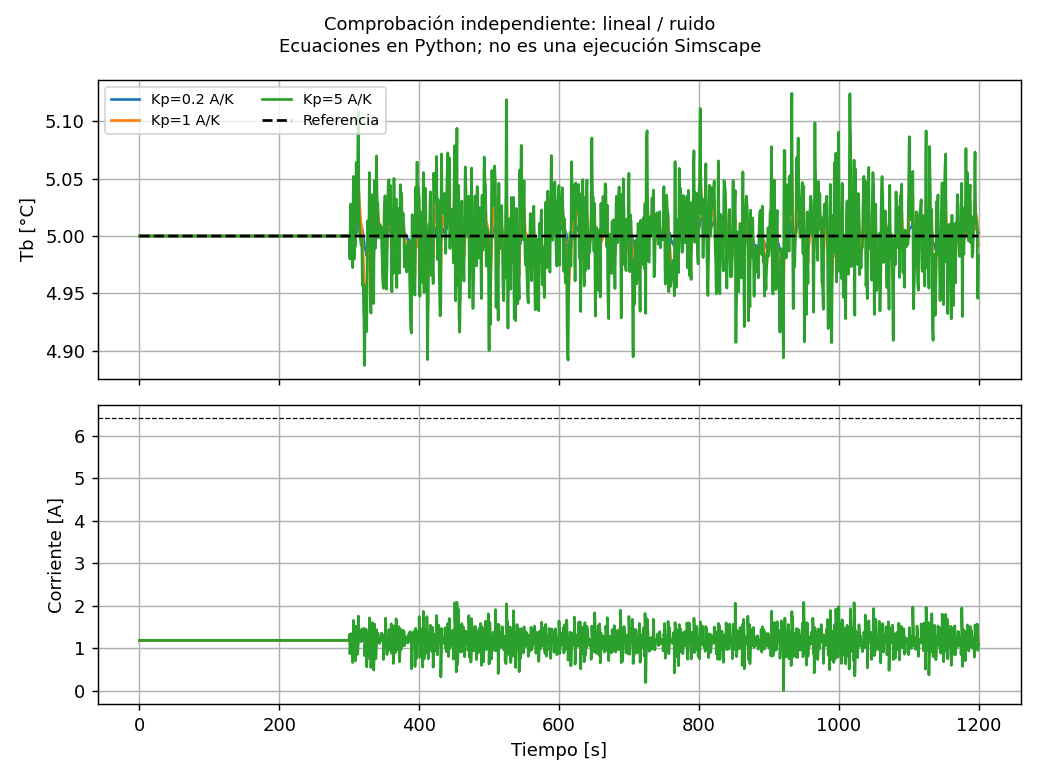 Comprobación independiente: lineal / ruido
Ecuaciones en Python; no es una ejecución Simscape
Kp=0.2 A/K
Kp=5 A/K
Kp=1 A/K
Referencia
Tb [°C]
5.10
5.05
5.00
4.95
4.90
Corriente [A]
6
5
4
3
2
1
0
0
200
400
600
800
1000
1200
Tiempo [s]